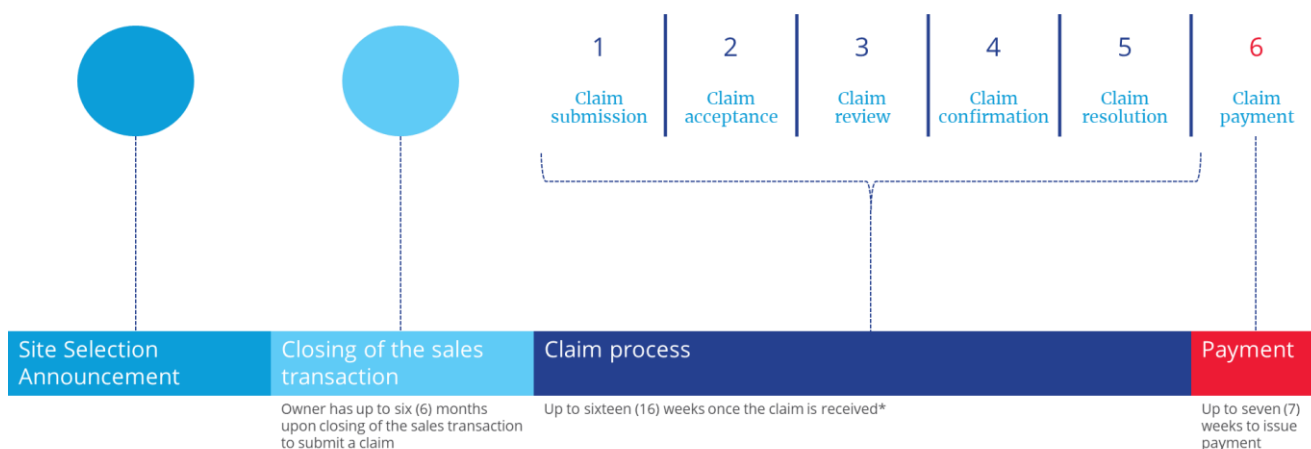 1
Claim
submission
2
Claim
acceptance
3
Claim
review
4
Claim
confirmation
5
Claim
resolution
6
Claim
payment
Site Selection
Announcement
Closing of the sales
transaction
Claim process
Payment
Owner has up to six (6) months
upon closing of the sales transaction
to submit a claim
Up to sixteen (16) weeks once the claim is received*
Up to seven (7)
weeks to issue
payment